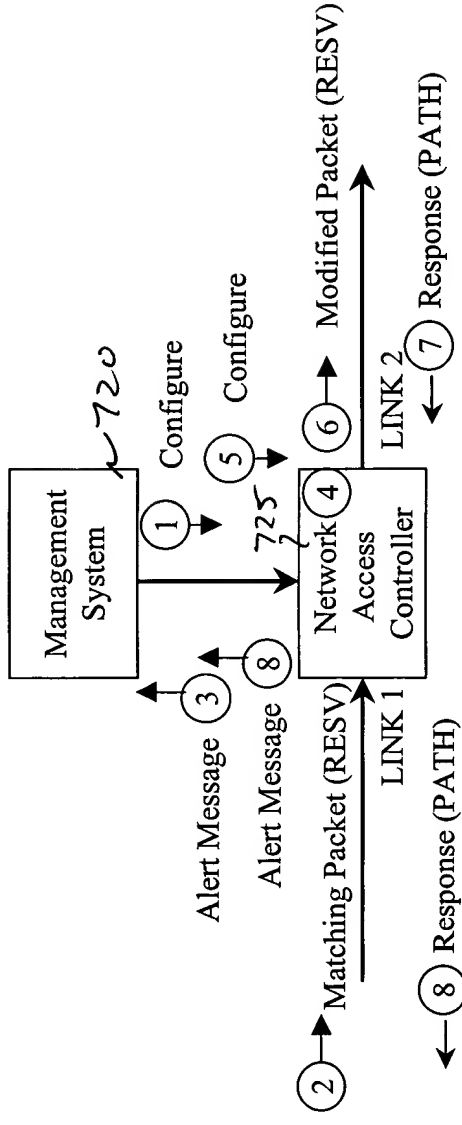 Management
System
720
1
Configure
5
Configure
3
Alert Message
8
Alert Message
725
Network
4
Access
Controller
2
Matching Packet (RESV)
LINK 1
6
Modified Packet (RESV)
LINK 2
7
Response (PATH)
8
Response (PATH)